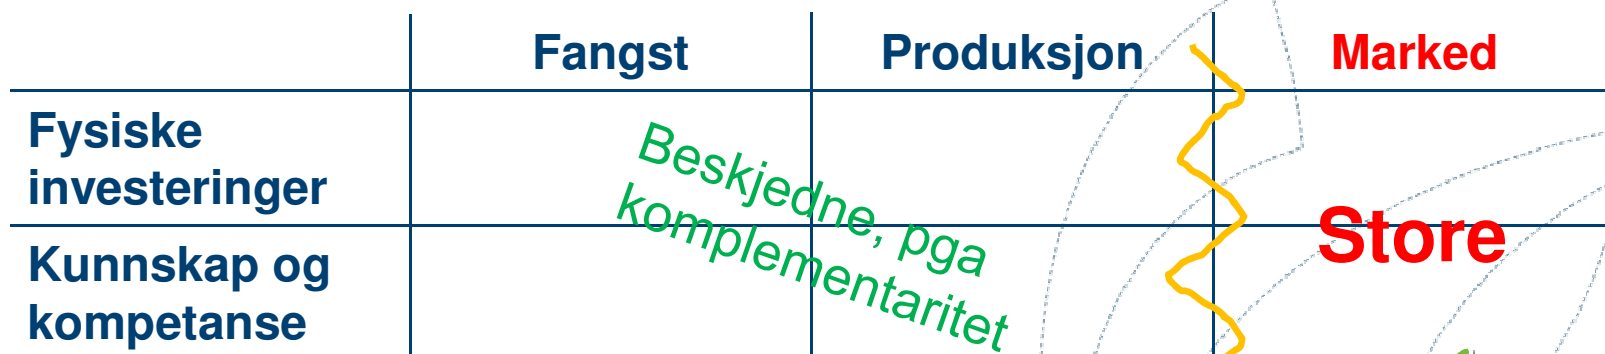 Fangst Produksjon Marked
Fysiske
investeringer
Beskjedne, pga
komplementaritet
Store
Kunnskap og
kompetanse